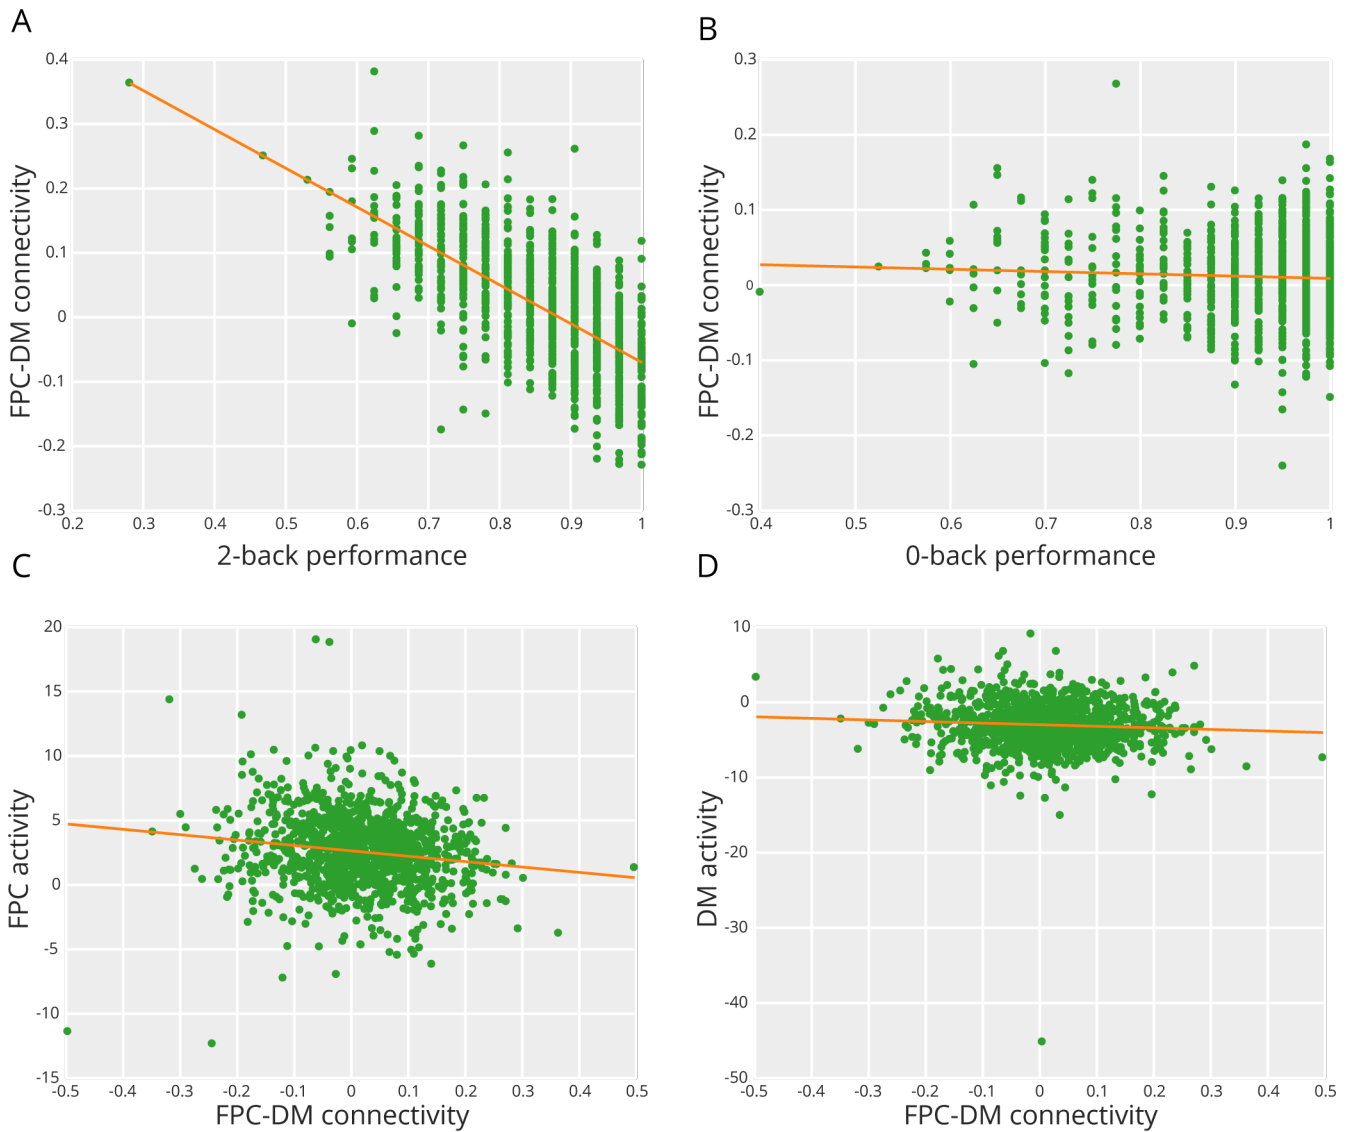 A
FPC-DM connectivity
0.4
0.3
0.2
0.1
0
-0.1
-0.2
-0.3
0.2 0.3 0.4 0.5 0.6 0.7 0.8 0.9 1
2-back performance
B
FPC-DM connectivity
0.3
0.2
0.1
0
-0.1
-0.2
-0.3
0.4 0.5 0.6 0.7 0.8 0.9 1
0-back performance
C
FPC activity
20
15
10
5
0
-5
-10
-15
-0.5 -0.4 -0.3 -0.2 -0.1 0 0.1 0.2 0.3 0.4 0.5
FPC-DM connectivity
D
DM activity
10
0
-10
-20
-30
-40
-50
-0.5 -0.4 -0.3 -0.2 -0.1 0 0.1 0.2 0.3 0.4 0.5
FPC-DM connectivity